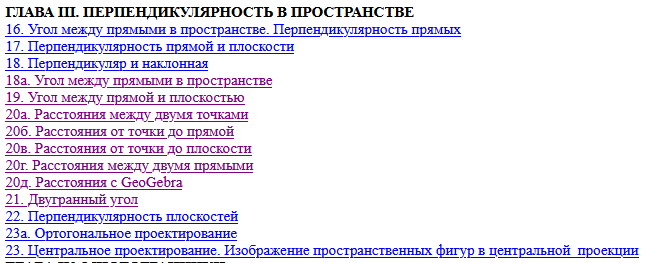 ГЛАВА III. ПЕРПЕНДИКУЛЯРНОСТЬ В ПРОСТРАНСТВЕ
16. Угол между прямыми в пространстве. Перпендикулярность прямых
17. Перпендикулярность прямой и плоскости
18. Перпендикуляр и наклонная
18а. Угол между прямыми в пространстве
19. Угол между прямой и плоскостью
20а. Расстояния между двумя точками
20б. Расстояния от точки до прямой
20в. Расстояния от точки до плоскости
20г. Расстояния между двумя прямыми
20д. Расстояния с GeoGebra
21. Двугранный угол
22. Перпендикулярность плоскостей
23а. Ортогональное проектирование
23. Центральное проектирование. Изображение пространственных фигур в центральной проекции